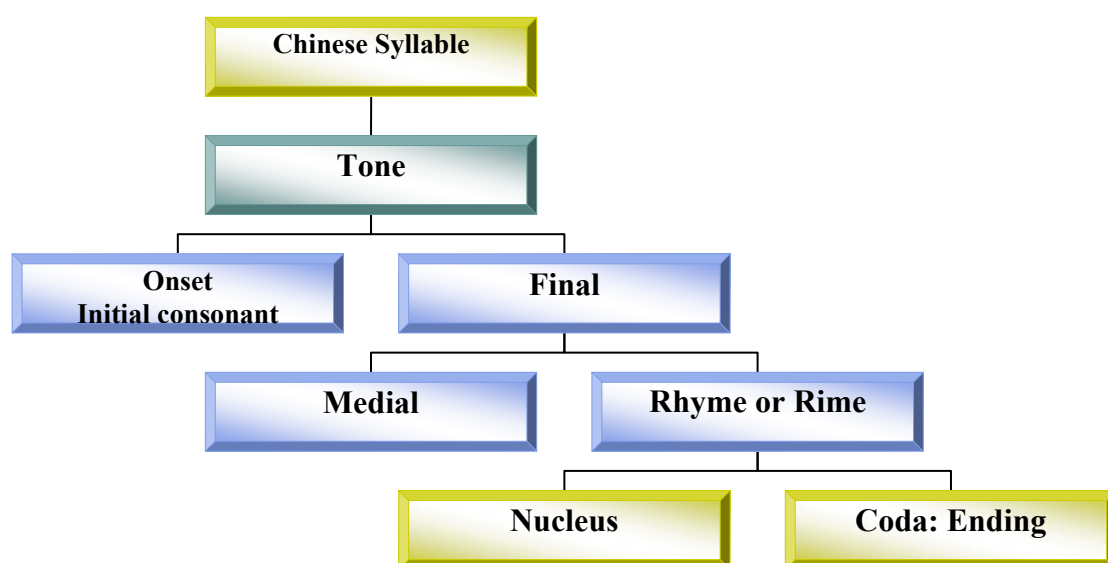 Chinese Syllable
Tone
Onset
Initial consonant
Final
Medial
Rhyme or Rime
Nucleus
Coda: Ending